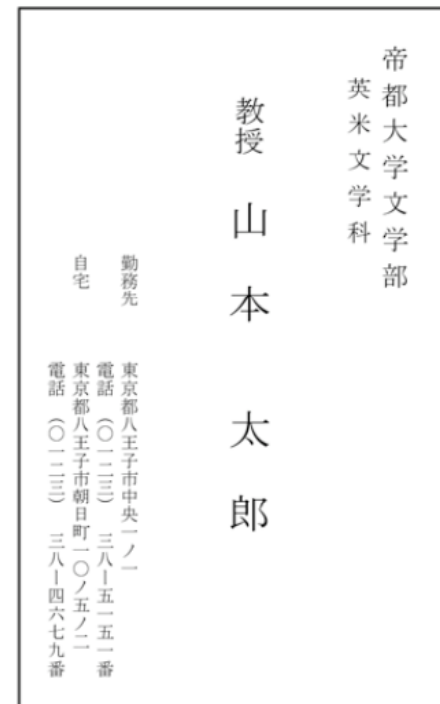 帝都大学文学部
英米文学科
教授 山本 太郎
勤務先 東京都八王子市中央一ノ一
電話 (〇一二三) 三八ー五一五一番
自宅 東京都八王子市朝日町一〇ノ五ノ二
電話 (〇一二三) 三八ー四六七九番